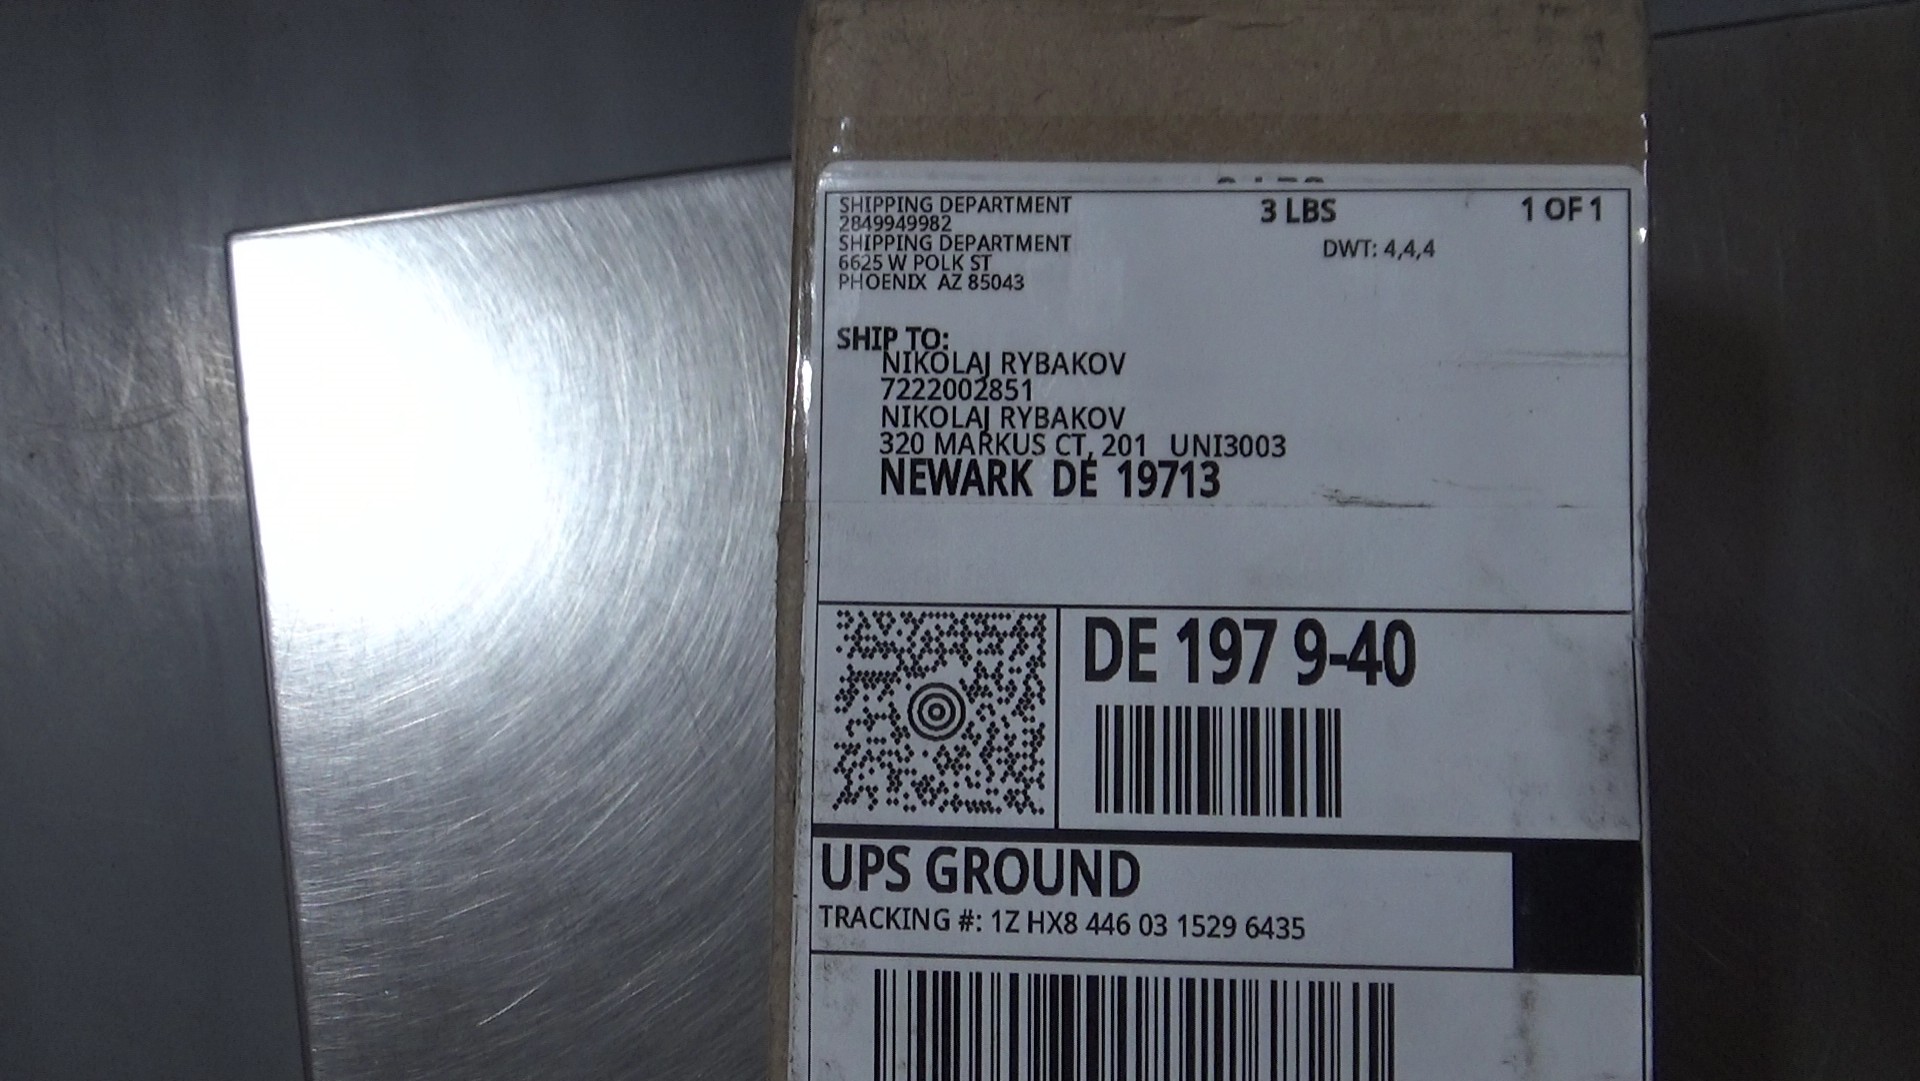 SHIPPING DEPARTMENT
2849949982
SHIPPING DEPARTMENT
6625 W POLK ST
PHOENIX AZ 85043
3 LBS
1 OF 1
DWT: 4,4,4
SHIP TO:
NIKOLAJ RYBAKOV
7222002851
NIKOLAJ RYBAKOV
320 MARKUS CT, 201 UNI3003
NEWARK DE 19713
DE 197 9-40
UPS GROUND
TRACKING #: 1Z HX8 446 03 1529 6435